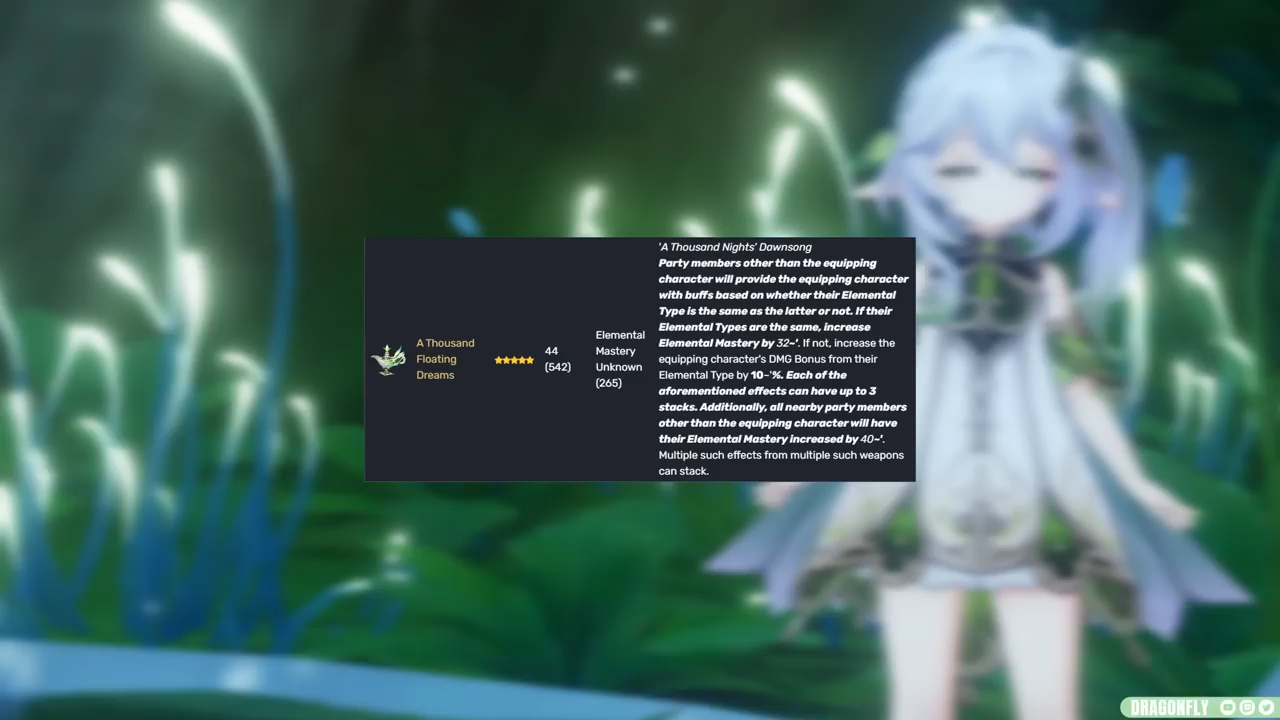 A Thousand
Floating
Dreams
44
(542)
Elemental
Mastery
Unknown
(265)
'A Thousand Nights' Dawnsong
Party members other than the equipping
character will provide the equipping character
with buffs based on whether their Elemental
Type is the same as the latter or not. If their
Elemental Types are the same, increase
Elemental Mastery by 32~'. If not, increase the
equipping character's DMG Bonus from their
Elemental Type by 10~'%. Each of the
aforementioned effects can have up to 3
stacks. Additionally, all nearby party members
other than the equipping character will have
their Elemental Mastery increased by 40~'.
Multiple such effects from multiple such weapons
can stack.
DRAGONFLY